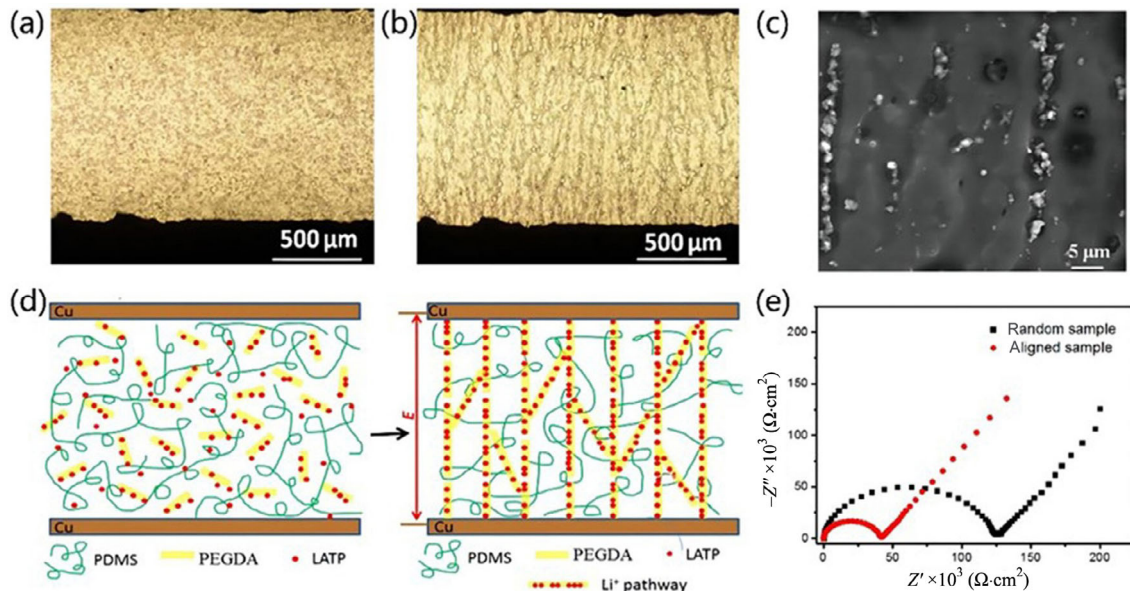 (a)
500 μm
(b)
500 μm
(c)
5 μm
(d)
Cu
Cu
PDMS PEGDA LATP
Cu
E
Cu
PDMS PEGDA LATP
Li⁺ pathway
(e)
Random sample
Aligned sample
−Z″ ×10³ (Ω·cm²)
200
150
100
50
0
0 50 100 150 200
Z′ ×10³ (Ω·cm²)